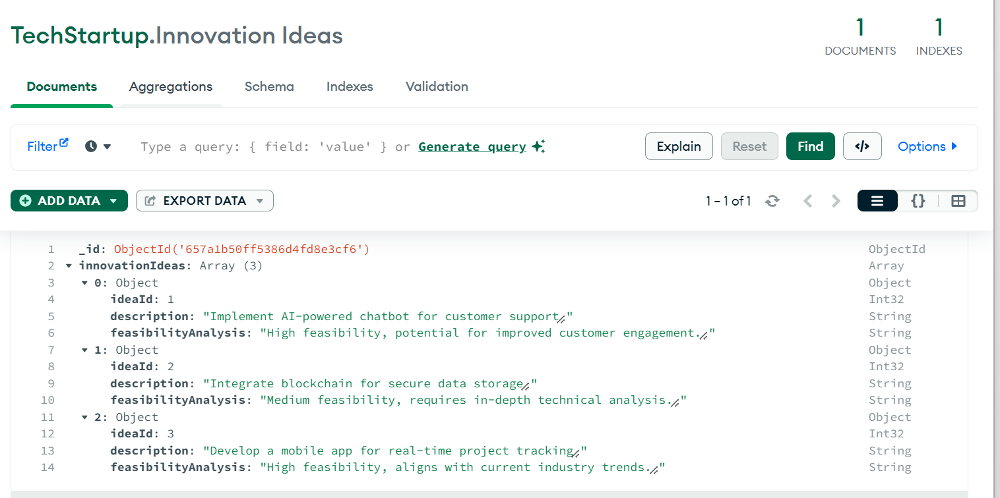 TechStartup.Innovation Ideas
1 1
DOCUMENTS INDEXES
Documents Aggregations Schema Indexes Validation
Filter Type a query: { field: 'value' } or Generate query Explain Reset Find </> Options
ADD DATA EXPORT DATA 1 – 1 of 1 {}
1 _id: ObjectId('657a1b50ff5386d4fd8e3cf6') ObjectId
2 innovationIdeas: Array (3) Array
3 0: Object Object
4 ideaId: 1 Int32
5 description: "Implement AI-powered chatbot for customer support" String
6 feasibilityAnalysis: "High feasibility, potential for improved customer engagement." String
7 1: Object Object
8 ideaId: 2 Int32
9 description: "Integrate blockchain for secure data storage" String
10 feasibilityAnalysis: "Medium feasibility, requires in-depth technical analysis." String
11 2: Object Object
12 ideaId: 3 Int32
13 description: "Develop a mobile app for real-time project tracking" String
14 feasibilityAnalysis: "High feasibility, aligns with current industry trends." String